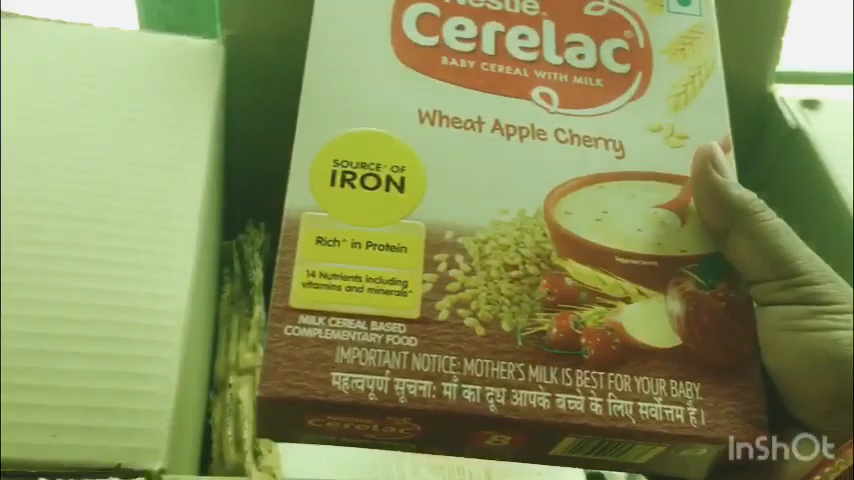 Nestlé
Cerelac®
BABY CEREAL WITH MILK
Wheat Apple Cherry
SOURCE* OF
IRON
Rich^ in Protein
14 Nutrients including
vitamins and minerals*
MILK CEREAL BASED
COMPLEMENTARY FOOD
IMPORTANT NOTICE: MOTHER'S MILK IS BEST FOR YOUR BABY.
महत्वपूर्ण सूचना: माँ का दूध आपके बच्चे के लिए सर्वोत्तम है।
Cerelac
8
InShOt